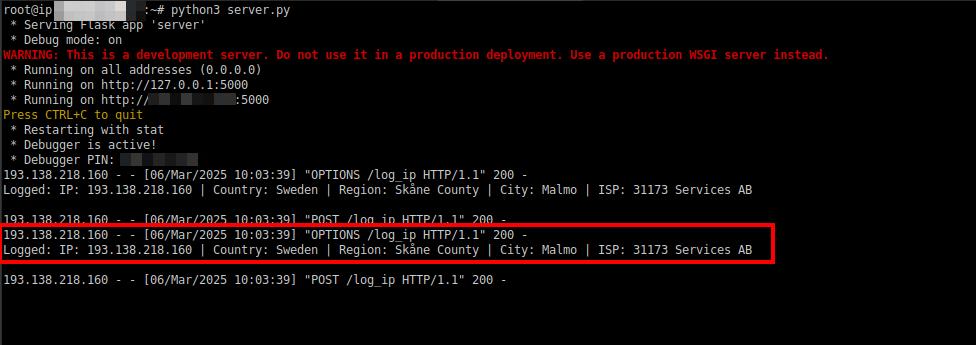 root@ip :~# python3 server.py
* Serving Flask app 'server'
* Debug mode: on
WARNING: This is a development server. Do not use it in a production deployment. Use a production WSGI server instead.
* Running on all addresses (0.0.0.0)
* Running on http://127.0.0.1:5000
* Running on http:// :5000
Press CTRL+C to quit
* Restarting with stat
* Debugger is active!
* Debugger PIN:
193.138.218.160 - - [06/Mar/2025 10:03:39] "OPTIONS /log_ip HTTP/1.1" 200 -
Logged: IP: 193.138.218.160 | Country: Sweden | Region: Skåne County | City: Malmo | ISP: 31173 Services AB
193.138.218.160 - - [06/Mar/2025 10:03:39] "POST /log_ip HTTP/1.1" 200 -
193.138.218.160 - - [06/Mar/2025 10:03:39] "OPTIONS /log_ip HTTP/1.1" 200 -
Logged: IP: 193.138.218.160 | Country: Sweden | Region: Skåne County | City: Malmo | ISP: 31173 Services AB
193.138.218.160 - - [06/Mar/2025 10:03:39] "POST /log_ip HTTP/1.1" 200 -